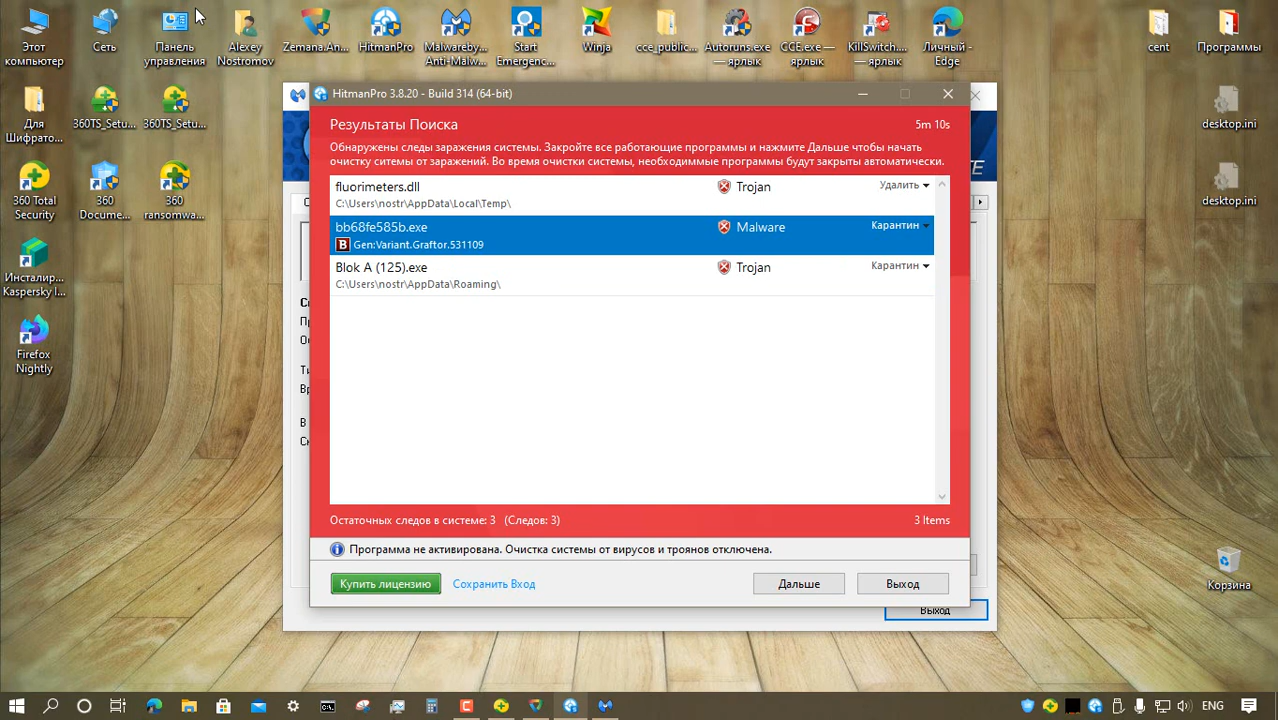 Этот
компьютер
Сеть
Панель
управления
Alexey
Nostromov
Zemana.An...
HitmanPro
Malwareby...
Anti-Malw...
Start
Emergenc...
Winja
cce_public...
Autoruns.exe
— ярлык
CCE.exe —
ярлык
KillSwitch....
— ярлык
Личный -
Edge
cent
Программы
Для
Шифрато...
360TS_Setu...
360TS_Setu...
desktop.ini
360 Total
Security
360
Docume...
360
ransomwa...
desktop.ini
Инсталир...
Kaspersky I...
Firefox
Nightly
Корзина
HitmanPro 3.8.20 - Build 314 (64-bit)
Результаты Поиска
5m 10s
Обнаружены следы заражения системы. Закройте все работающие программы и нажмите Дальше чтобы начать
очистку ситемы от заражений. Во время очистки системы, необходиммые программы будут закрыты автоматически.
fluorimeters.dll
Trojan
Удалить
C:\Users\nostr\AppData\Local\Temp\
bb68fe585b.exe
Malware
Карантин
B Gen:Variant.Graftor.531109
Blok A (125).exe
Trojan
Карантин
C:\Users\nostr\AppData\Roaming\
Остаточных следов в системе: 3 (Следов: 3)
3 Items
Программа не активирована. Очистка системы от вирусов и троянов отключена.
Купить лицензию
Сохранить Вход
Дальше
Выход
Выход
ENG